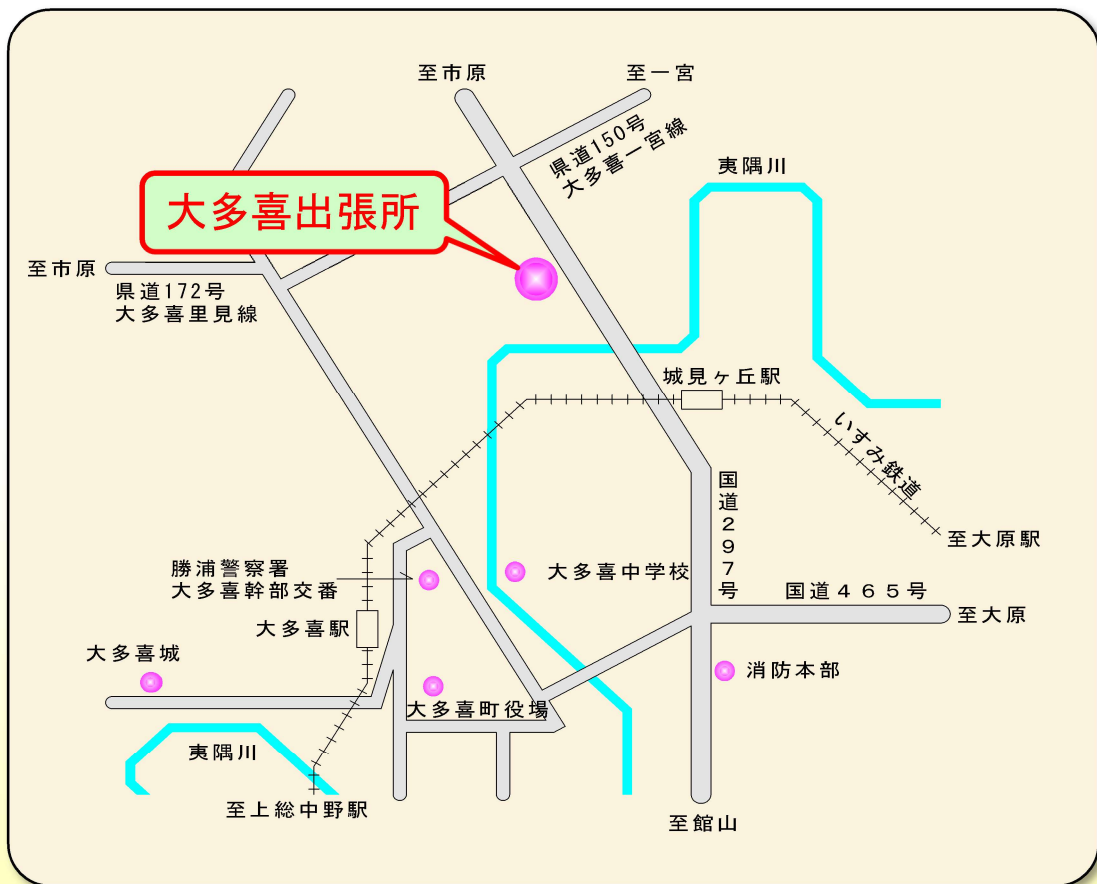 至市原
至一宮
県道150号
大多喜一宮線
夷隅川
大多喜出張所
至市原
県道172号
大多喜里見線
城見ヶ丘駅
いすみ鉄道
国道297号
至大原駅
勝浦警察署
大多喜幹部交番
大多喜中学校
国道465号
至大原
大多喜駅
大多喜城
消防本部
大多喜町役場
夷隅川
至上総中野駅
至館山